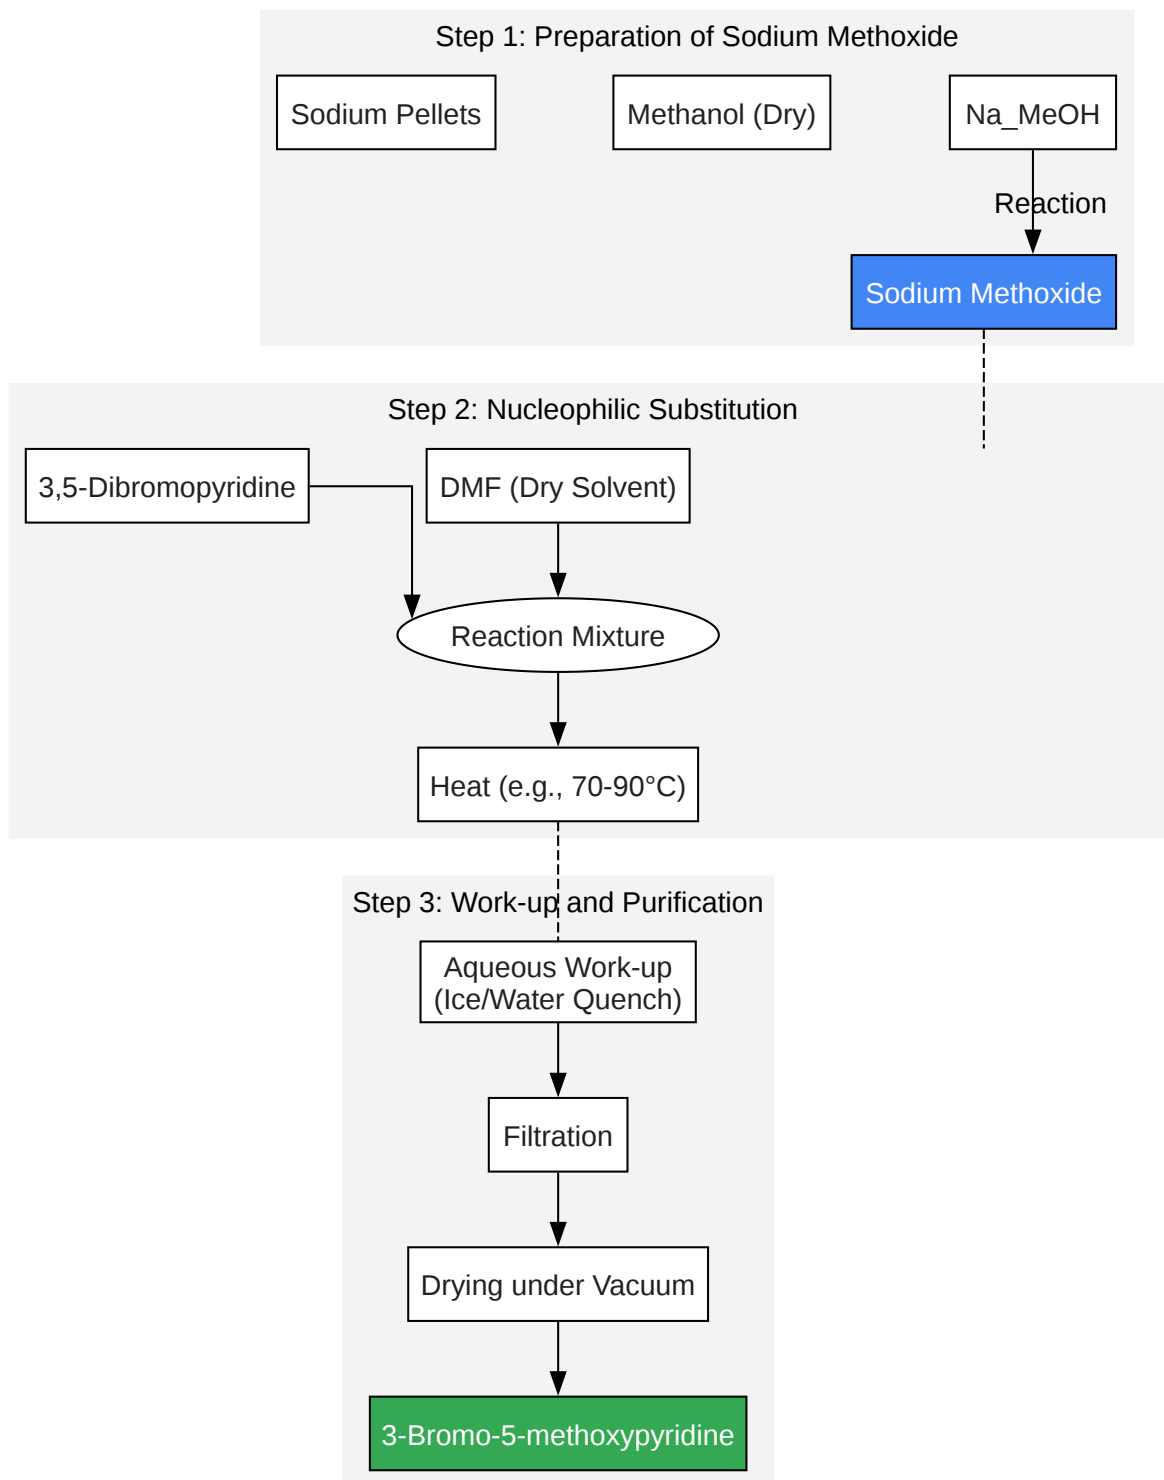 Step 1: Preparation of Sodium Methoxide
Sodium Pellets
Methanol (Dry)
Na_MeOH
Reaction
Sodium Methoxide
Step 2: Nucleophilic Substitution
3,5-Dibromopyridine
DMF (Dry Solvent)
Reaction Mixture
Heat (e.g., 70-90°C)
Step 3: Work-up and Purification
Aqueous Work-up
(Ice/Water Quench)
Filtration
Drying under Vacuum
3-Bromo-5-methoxypyridine